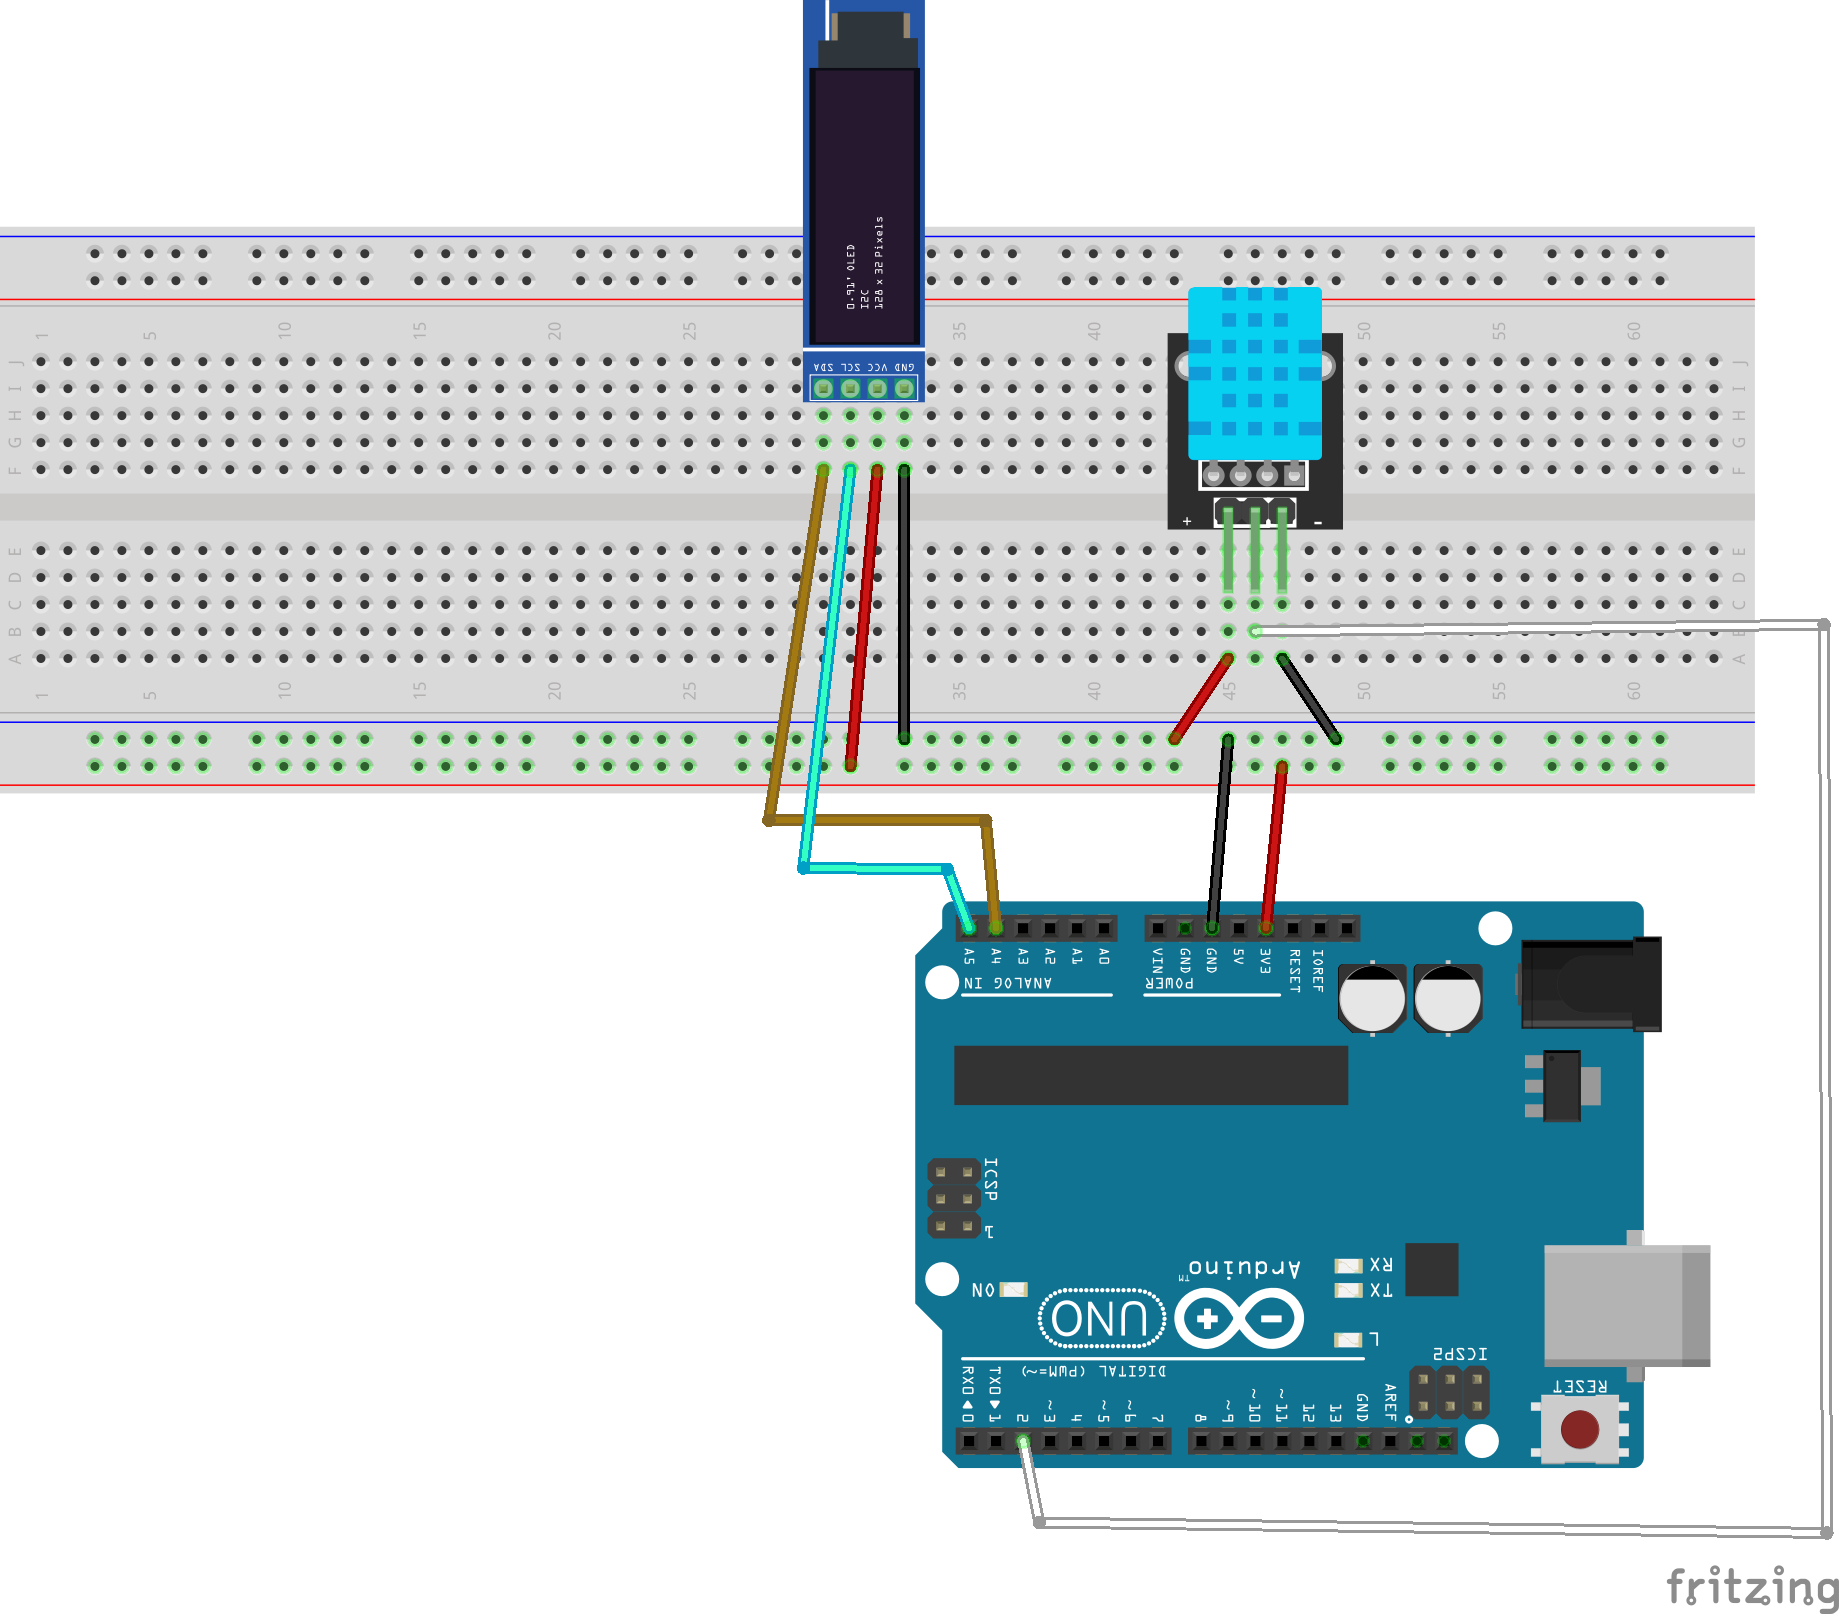 0.91" OLED
I2C
128 x 32 Pixels
1 5 10 15 20 25 35 40 50 55 60
SDA SCL VCC GND
J J
I I
H H
G G
F F
+ -
E E
D D
C C
B B
A A
1 5 10 15 20 25 35 40 45 50 55 60
A5 A4 A3 A2 A1 A0 VIN GND GND 5V 3V3 RESET IOREF
ANALOG IN POWER
ICSP
1
Arduino™
RX
ON TX
UNO + -
L
ICSP2
DIGITAL (PWM=~)
RESET
RX0 TX0
0 1 2 ~3 4 ~5 ~6 7 8 ~9 ~10 ~11 12 13 GND AREF
fritzing